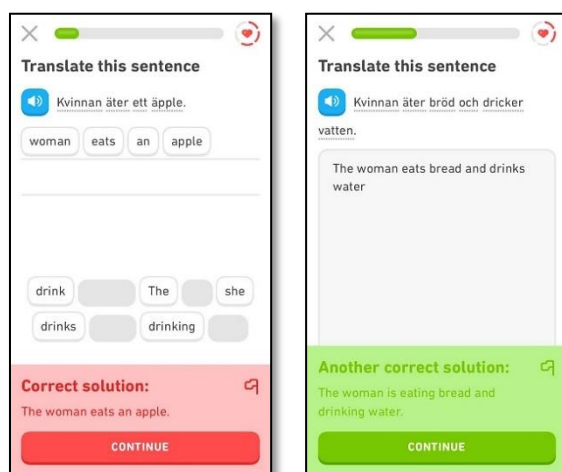 Translate this sentence
Kvinnan äter ett äpple.
woman eats an apple
drink The she
drinks drinking
Correct solution:
The woman eats an apple.
CONTINUE
Translate this sentence
Kvinnan äter bröd och dricker
vatten.
The woman eats bread and drinks
water
Another correct solution:
The woman is eating bread and
drinking water.
CONTINUE